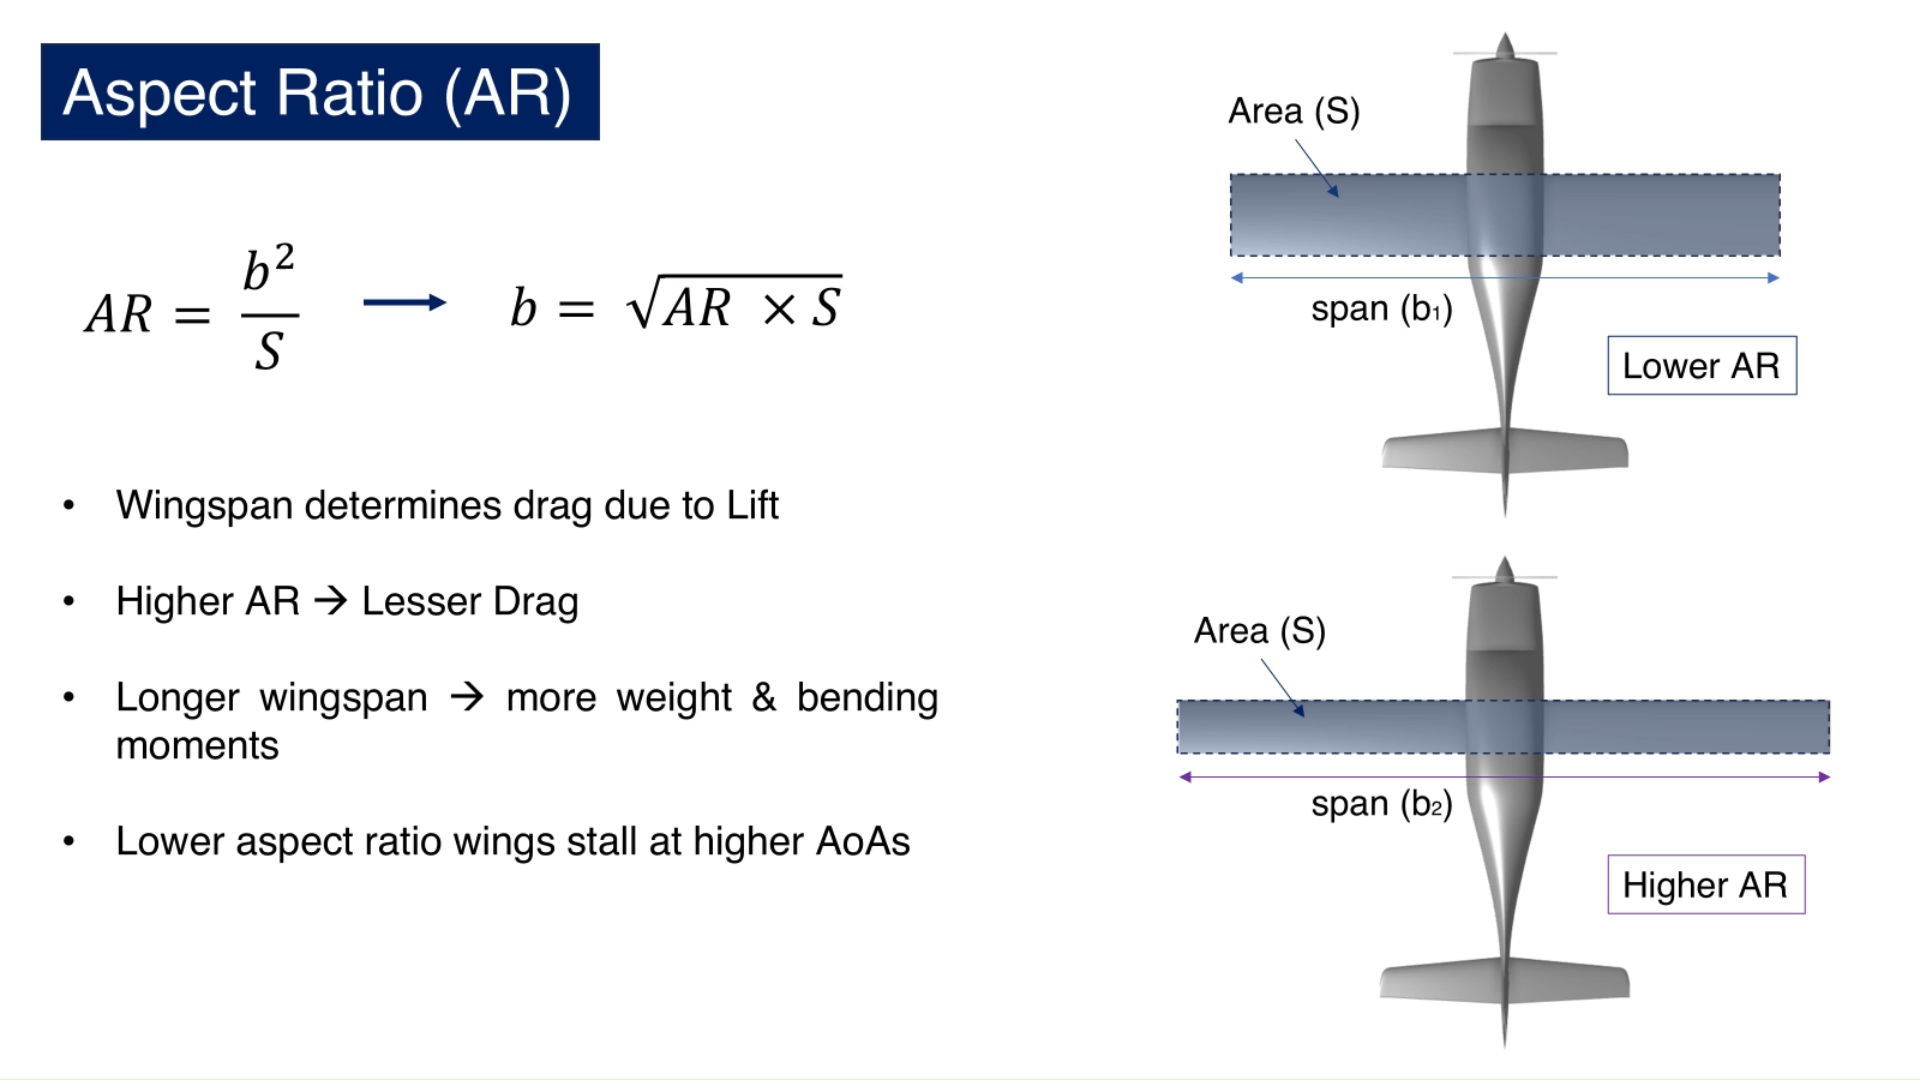 Aspect Ratio (AR)
AR = b²/S → b = √(AR × S)
• Wingspan determines drag due to Lift
• Higher AR → Lesser Drag
• Longer wingspan → more weight & bending
moments
• Lower aspect ratio wings stall at higher AoAs
Area (S)
span (b₁)
Lower AR
Area (S)
span (b₂)
Higher AR